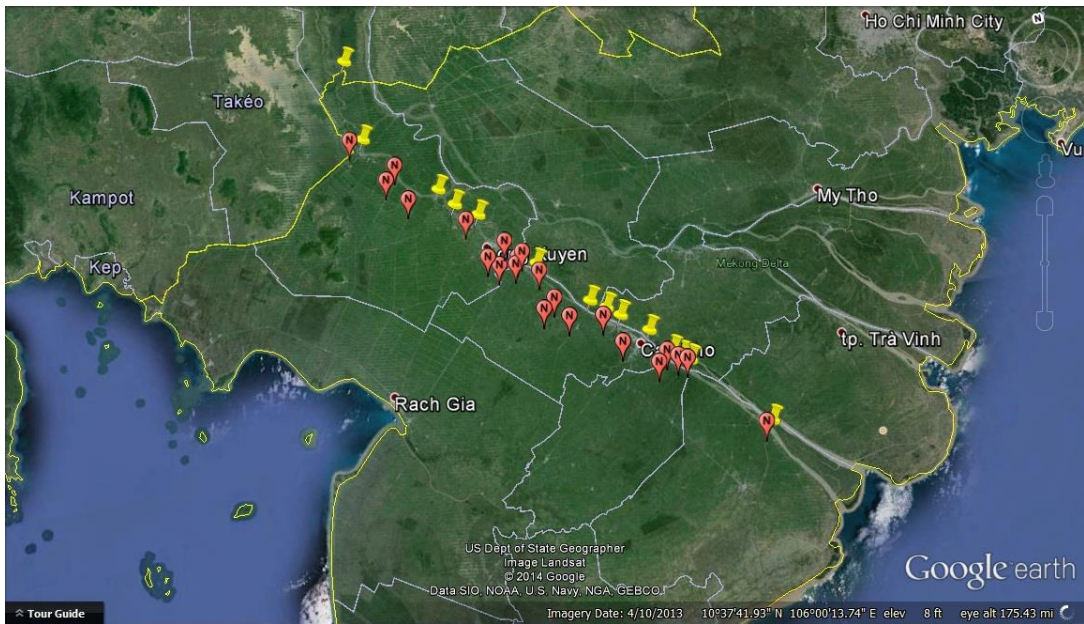 Ho Chi Minh City
N
Takéo
Vu
Kampot
My Tho
uyen
Kep
Mekong Delta
tp. Trà Vinh
Rach Gia
US Dept of State Geographer
Image Landsat
© 2014 Google
Data SIO, NOAA, U.S. Navy, NGA, GEBCO
Google earth
Tour Guide
Imagery Date: 4/10/2013 10°37'41.93" N 106°00'13.74" E elev 8 ft eye alt 175.43 mi